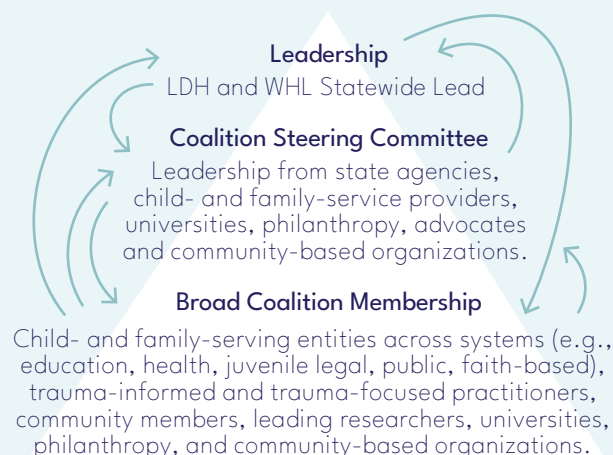 Leadership
LDH and WHL Statewide Lead
Coalition Steering Committee
Leadership from state agencies,
child- and family-service providers,
universities, philanthropy, advocates
and community-based organizations.
Broad Coalition Membership
Child- and family-serving entities across systems (e.g.,
education, health, juvenile legal, public, faith-based),
trauma-informed and trauma-focused practitioners,
community members, leading researchers, universities,
philanthropy, and community-based organizations.